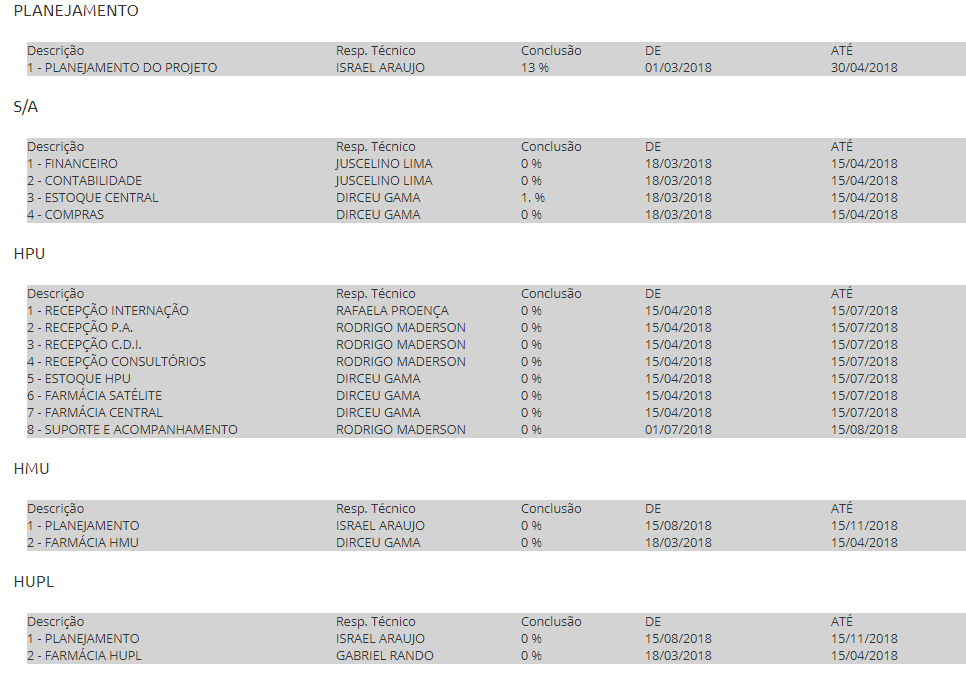 PLANEJAMENTO
Descrição Resp. Técnico Conclusão DE ATÉ
1 - PLANEJAMENTO DO PROJETO ISRAEL ARAUJO 13 % 01/03/2018 30/04/2018
S/A
Descrição Resp. Técnico Conclusão DE ATÉ
1 - FINANCEIRO JUSCELINO LIMA 0 % 18/03/2018 15/04/2018
2 - CONTABILIDADE JUSCELINO LIMA 0 % 18/03/2018 15/04/2018
3 - ESTOQUE CENTRAL DIRCEU GAMA 1. % 18/03/2018 15/04/2018
4 - COMPRAS DIRCEU GAMA 0 % 18/03/2018 15/04/2018
HPU
Descrição Resp. Técnico Conclusão DE ATÉ
1 - RECEPÇÃO INTERNAÇÃO RAFAELA PROENÇA 0 % 15/04/2018 15/07/2018
2 - RECEPÇÃO P.A. RODRIGO MADERSON 0 % 15/04/2018 15/07/2018
3 - RECEPÇÃO C.D.I. RODRIGO MADERSON 0 % 15/04/2018 15/07/2018
4 - RECEPÇÃO CONSULTÓRIOS RODRIGO MADERSON 0 % 15/04/2018 15/07/2018
5 - ESTOQUE HPU DIRCEU GAMA 0 % 15/04/2018 15/07/2018
6 - FARMÁCIA SATÉLITE DIRCEU GAMA 0 % 15/04/2018 15/07/2018
7 - FARMÁCIA CENTRAL DIRCEU GAMA 0 % 15/04/2018 15/07/2018
8 - SUPORTE E ACOMPANHAMENTO RODRIGO MADERSON 0 % 01/07/2018 15/08/2018
HMU
Descrição Resp. Técnico Conclusão DE ATÉ
1 - PLANEJAMENTO ISRAEL ARAUJO 0 % 15/08/2018 15/11/2018
2 - FARMÁCIA HMU DIRCEU GAMA 0 % 18/03/2018 15/04/2018
HUPL
Descrição Resp. Técnico Conclusão DE ATÉ
1 - PLANEJAMENTO ISRAEL ARAUJO 0 % 15/08/2018 15/11/2018
2 - FARMÁCIA HUPL GABRIEL RANDO 0 % 18/03/2018 15/04/2018